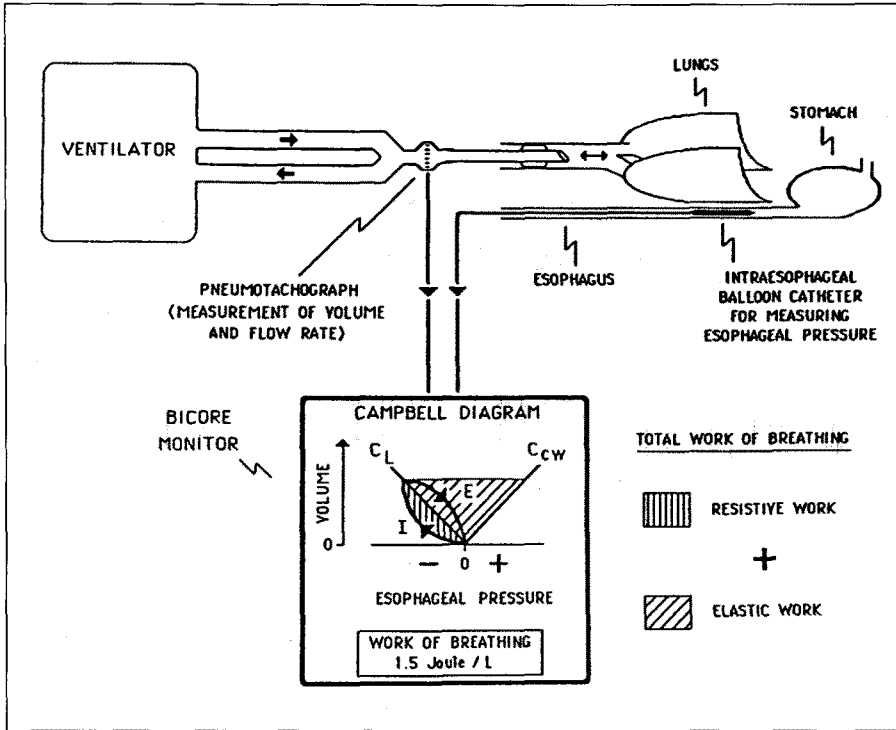 LUNGS
STOMACH
VENTILATOR
PNEUMOTACHOGRAPH
(MEASUREMENT OF VOLUME
AND FLOW RATE)
ESOPHAGUS
INTRAESOPHAGEAL
BALLOON CATHETER
FOR MEASURING
ESOPHAGEAL PRESSURE
BICORE
MONITOR
CAMPBELL DIAGRAM
C_L
C_CW
VOLUME
E
I
0
− 0 +
ESOPHAGEAL PRESSURE
WORK OF BREATHING
1.5 Joule / L
TOTAL WORK OF BREATHING
RESISTIVE WORK
+
ELASTIC WORK